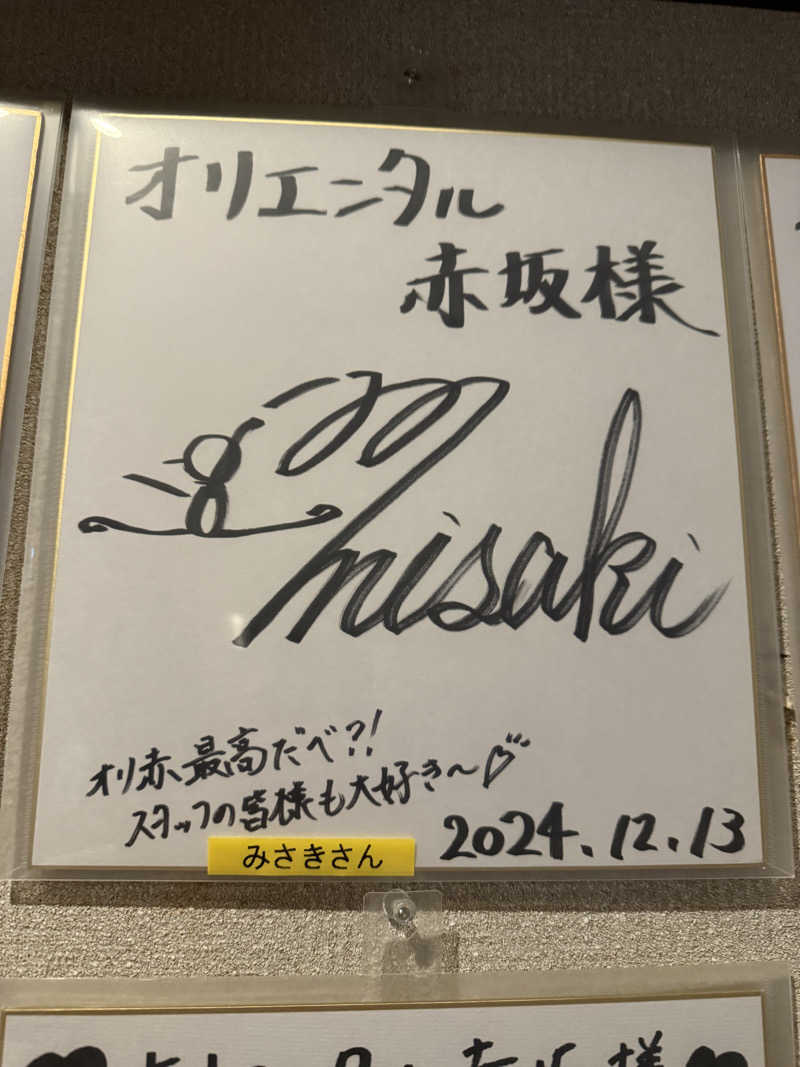 オリエンタル
赤坂様
misaki
オリ赤、最高だべ?!
スタッフの皆様も大好き〜♡
2024.12.13
みさきさん